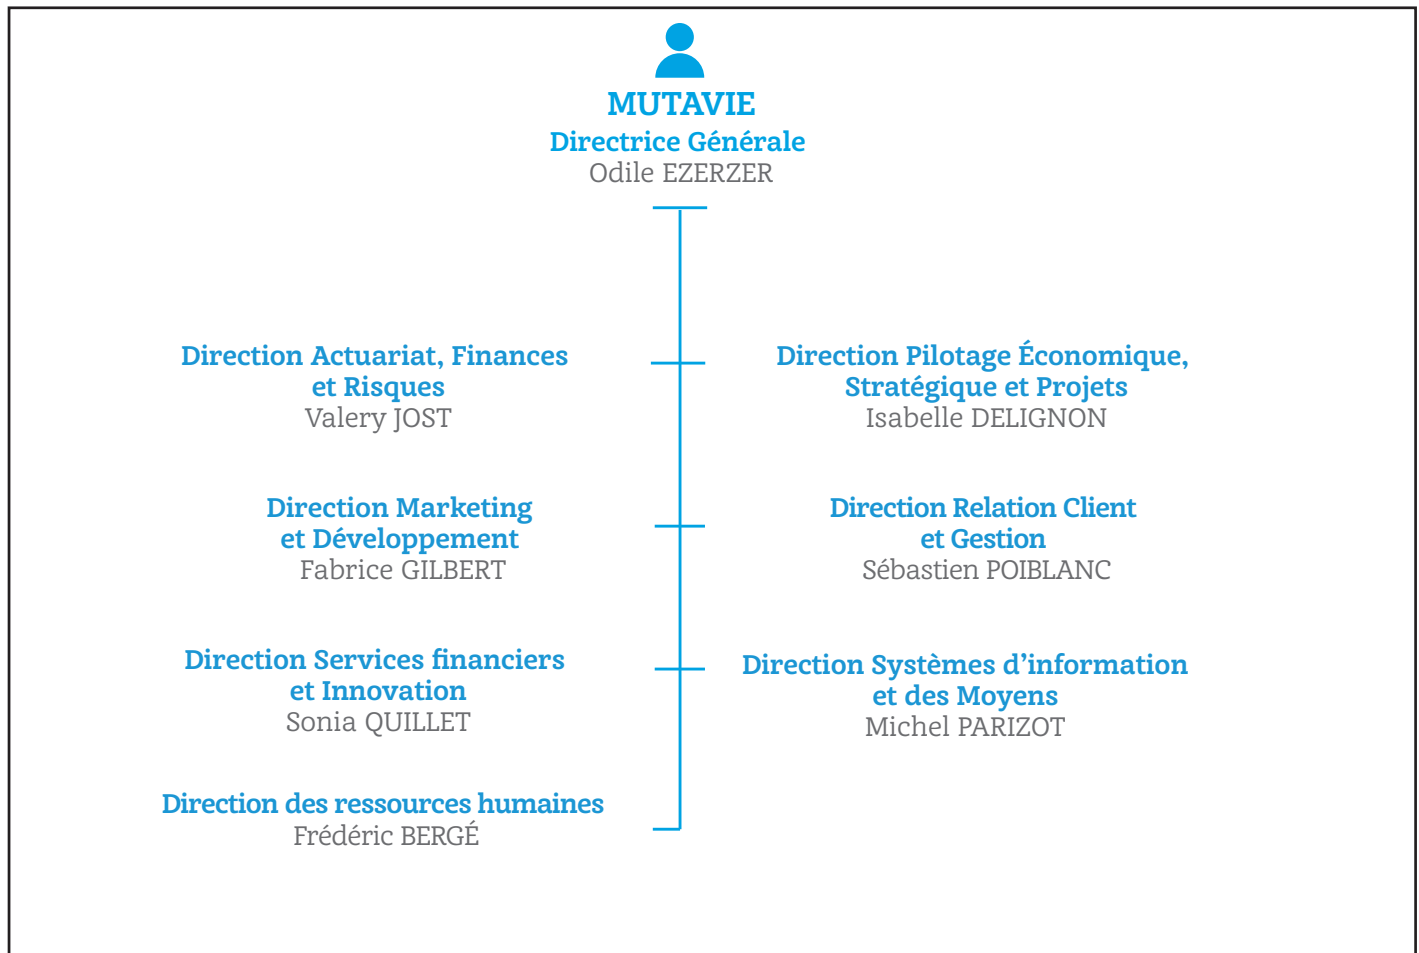 MUTAVIE
Directrice Générale
Odile EZERZER
Direction Actuariat, Finances
et Risques
Valery JOST
Direction Pilotage Économique,
Stratégique et Projets
Isabelle DELIGNON
Direction Marketing
et Développement
Fabrice GILBERT
Direction Relation Client
et Gestion
Sébastien POIBLANC
Direction Services financiers
et Innovation
Sonia QUILLET
Direction Systèmes d’information
et des Moyens
Michel PARIZOT
Direction des ressources humaines
Frédéric BERGÉ